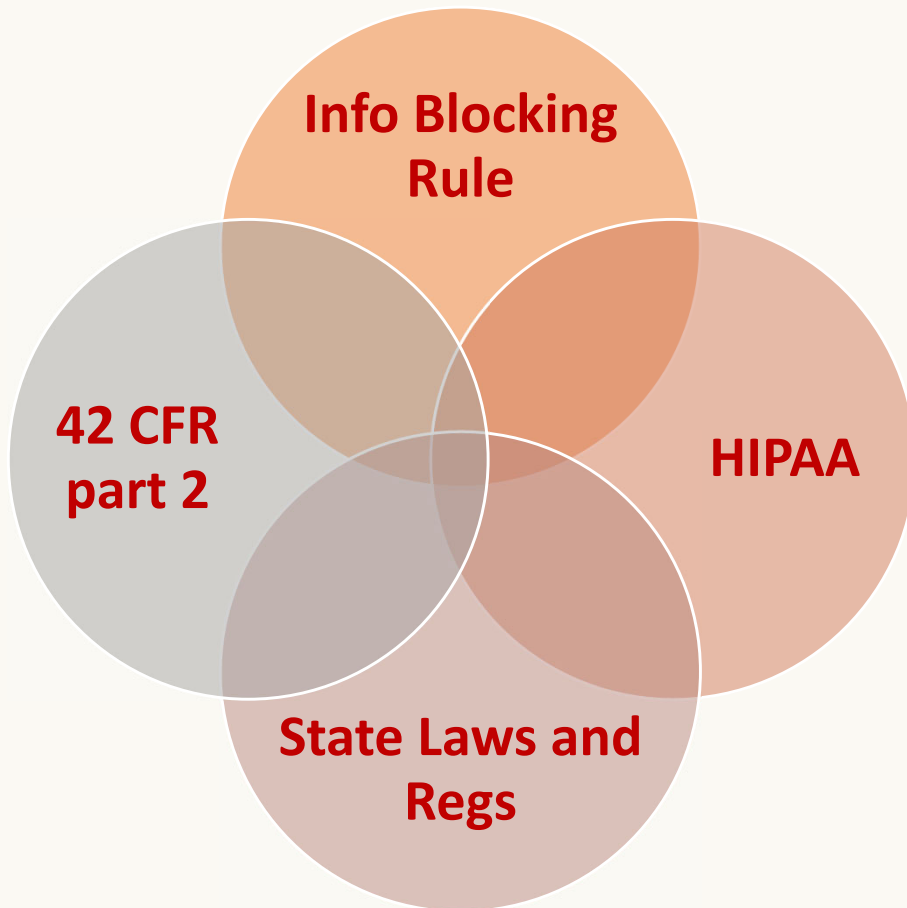 Info Blocking
Rule
42 CFR
part 2
HIPAA
State Laws and
Regs